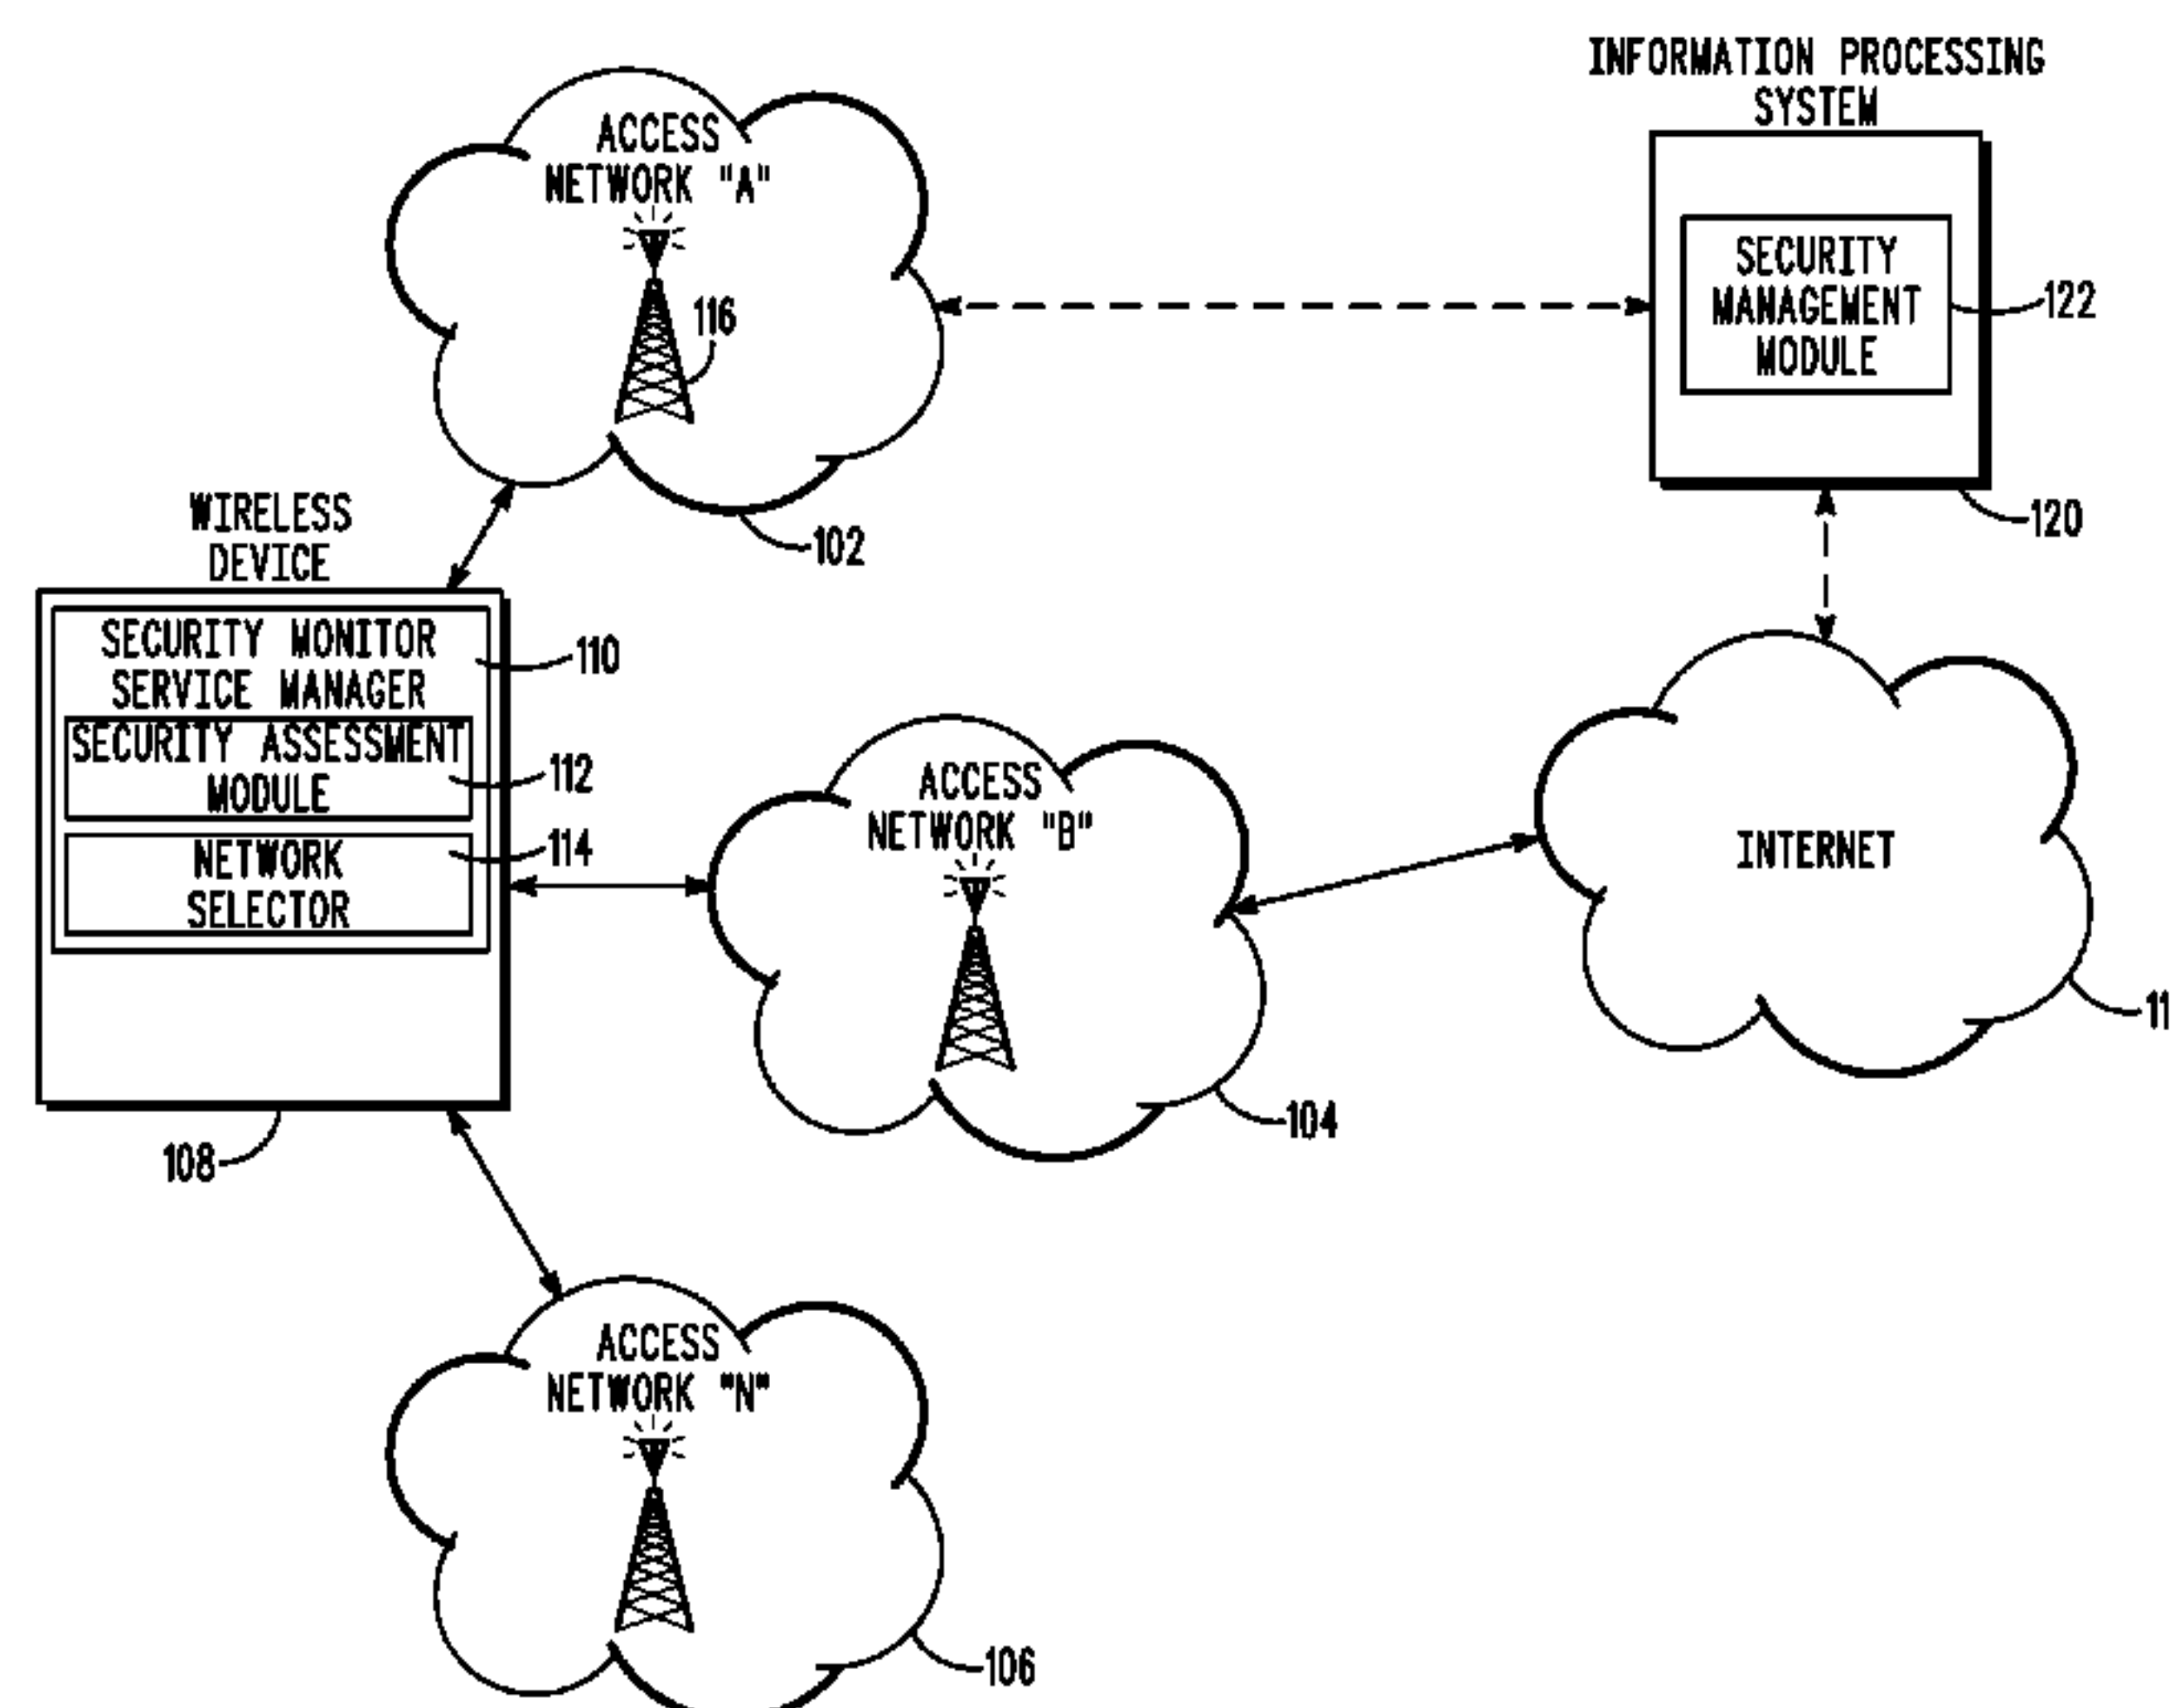 INFORMATION PROCESSING
SYSTEM
ACCESS
NETWORK "A"
116
SECURITY
MANAGEMENT
MODULE
122
120
102
WIRELESS
DEVICE
SECURITY MONITOR
SERVICE MANAGER
110
SECURITY ASSESSMENT
MODULE
112
NETWORK
SELECTOR
114
108
ACCESS
NETWORK "B"
104
INTERNET
11
ACCESS
NETWORK "N"
106